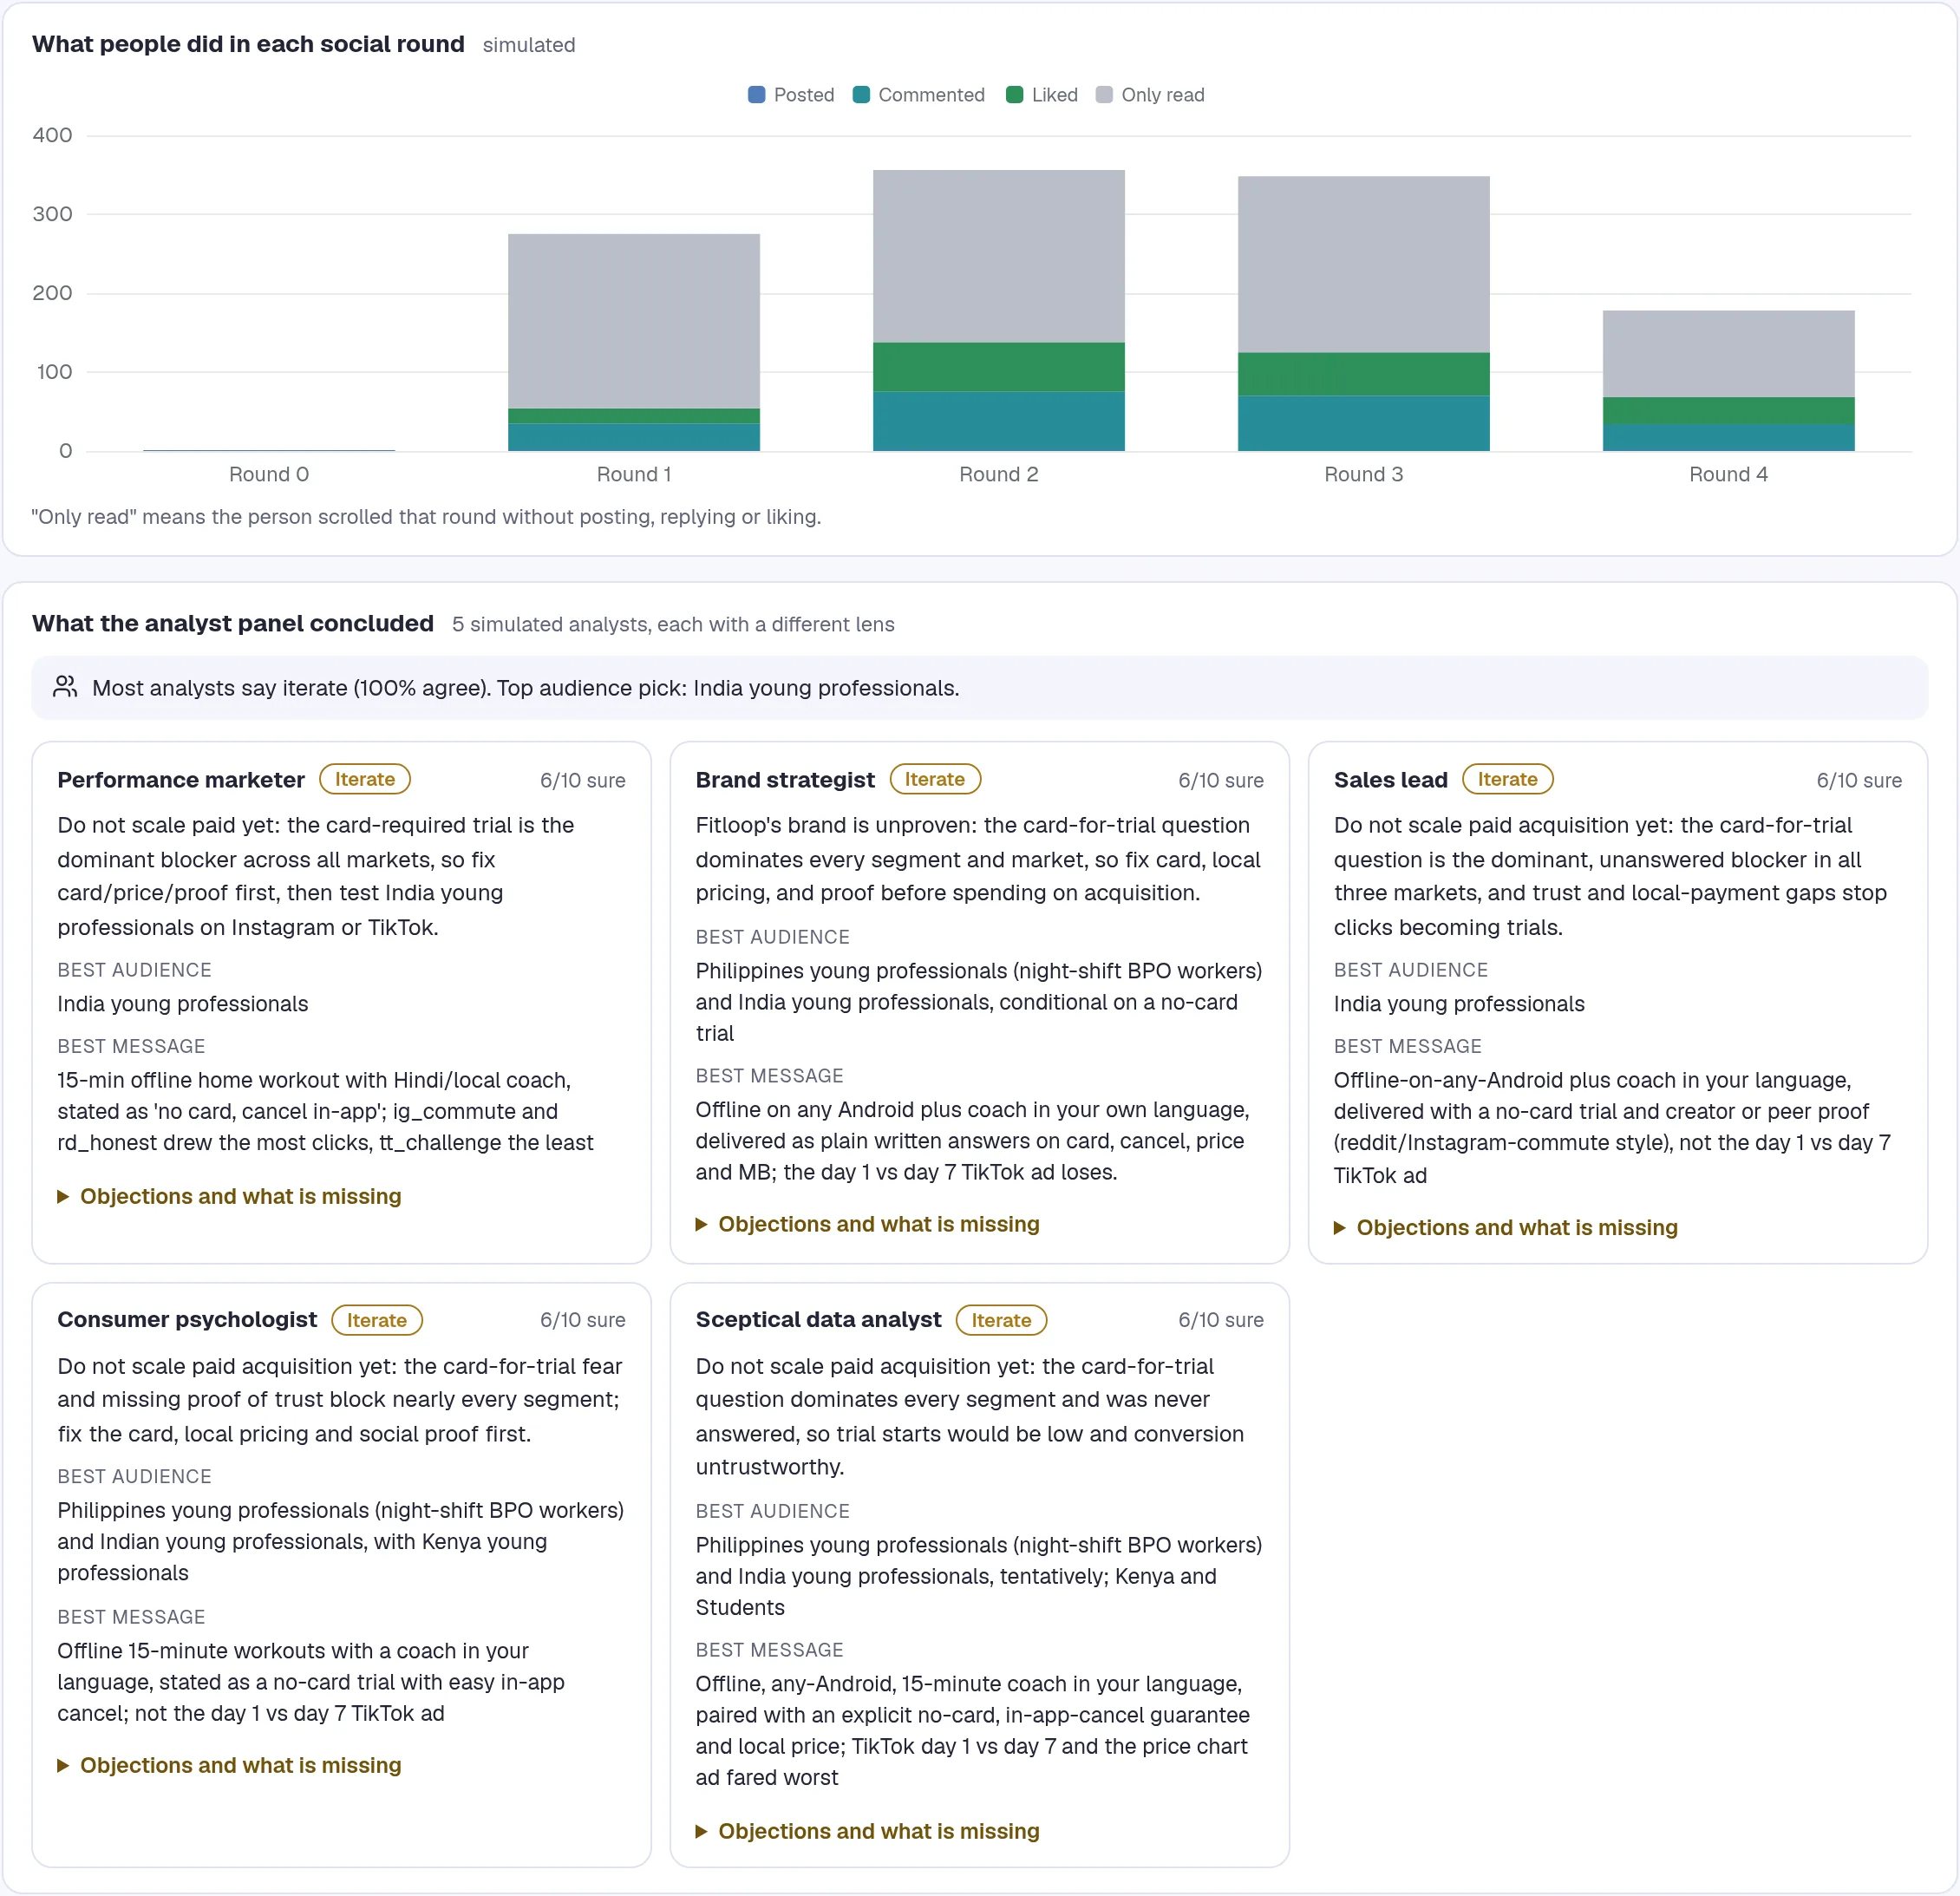 What people did in each social round simulated
Posted Commented Liked Only read
400
300
200
100
0
Round 0 Round 1 Round 2 Round 3 Round 4
"Only read" means the person scrolled that round without posting, replying or liking.
What the analyst panel concluded 5 simulated analysts, each with a different lens
Most analysts say iterate (100% agree). Top audience pick: India young professionals.
Performance marketer Iterate 6/10 sure
Do not scale paid yet: the card-required trial is the
dominant blocker across all markets, so fix
card/price/proof first, then test India young
professionals on Instagram or TikTok.
BEST AUDIENCE
India young professionals
BEST MESSAGE
15-min offline home workout with Hindi/local coach,
stated as 'no card, cancel in-app'; ig_commute and
rd_honest drew the most clicks, tt_challenge the least
Objections and what is missing
Brand strategist Iterate 6/10 sure
Fitloop's brand is unproven: the card-for-trial question
dominates every segment and market, so fix card, local
pricing, and proof before spending on acquisition.
BEST AUDIENCE
Philippines young professionals (night-shift BPO workers)
and India young professionals, conditional on a no-card
trial
BEST MESSAGE
Offline on any Android plus coach in your own language,
delivered as plain written answers on card, cancel, price
and MB; the day 1 vs day 7 TikTok ad loses.
Objections and what is missing
Sales lead Iterate 6/10 sure
Do not scale paid acquisition yet: the card-for-trial
question is the dominant, unanswered blocker in all
three markets, and trust and local-payment gaps stop
clicks becoming trials.
BEST AUDIENCE
India young professionals
BEST MESSAGE
Offline-on-any-Android plus coach in your language,
delivered with a no-card trial and creator or peer proof
(reddit/Instagram-commute style), not the day 1 vs day 7
TikTok ad
Objections and what is missing
Consumer psychologist Iterate 6/10 sure
Do not scale paid acquisition yet: the card-for-trial fear
and missing proof of trust block nearly every segment;
fix the card, local pricing and social proof first.
BEST AUDIENCE
Philippines young professionals (night-shift BPO workers)
and Indian young professionals, with Kenya young
professionals
BEST MESSAGE
Offline 15-minute workouts with a coach in your
language, stated as a no-card trial with easy in-app
cancel; not the day 1 vs day 7 TikTok ad
Objections and what is missing
Sceptical data analyst Iterate 6/10 sure
Do not scale paid acquisition yet: the card-for-trial
question dominates every segment and was never
answered, so trial starts would be low and conversion
untrustworthy.
BEST AUDIENCE
Philippines young professionals (night-shift BPO workers)
and India young professionals, tentatively; Kenya and
Students
BEST MESSAGE
Offline, any-Android, 15-minute coach in your language,
paired with an explicit no-card, in-app-cancel guarantee
and local price; TikTok day 1 vs day 7 and the price chart
ad fared worst
Objections and what is missing